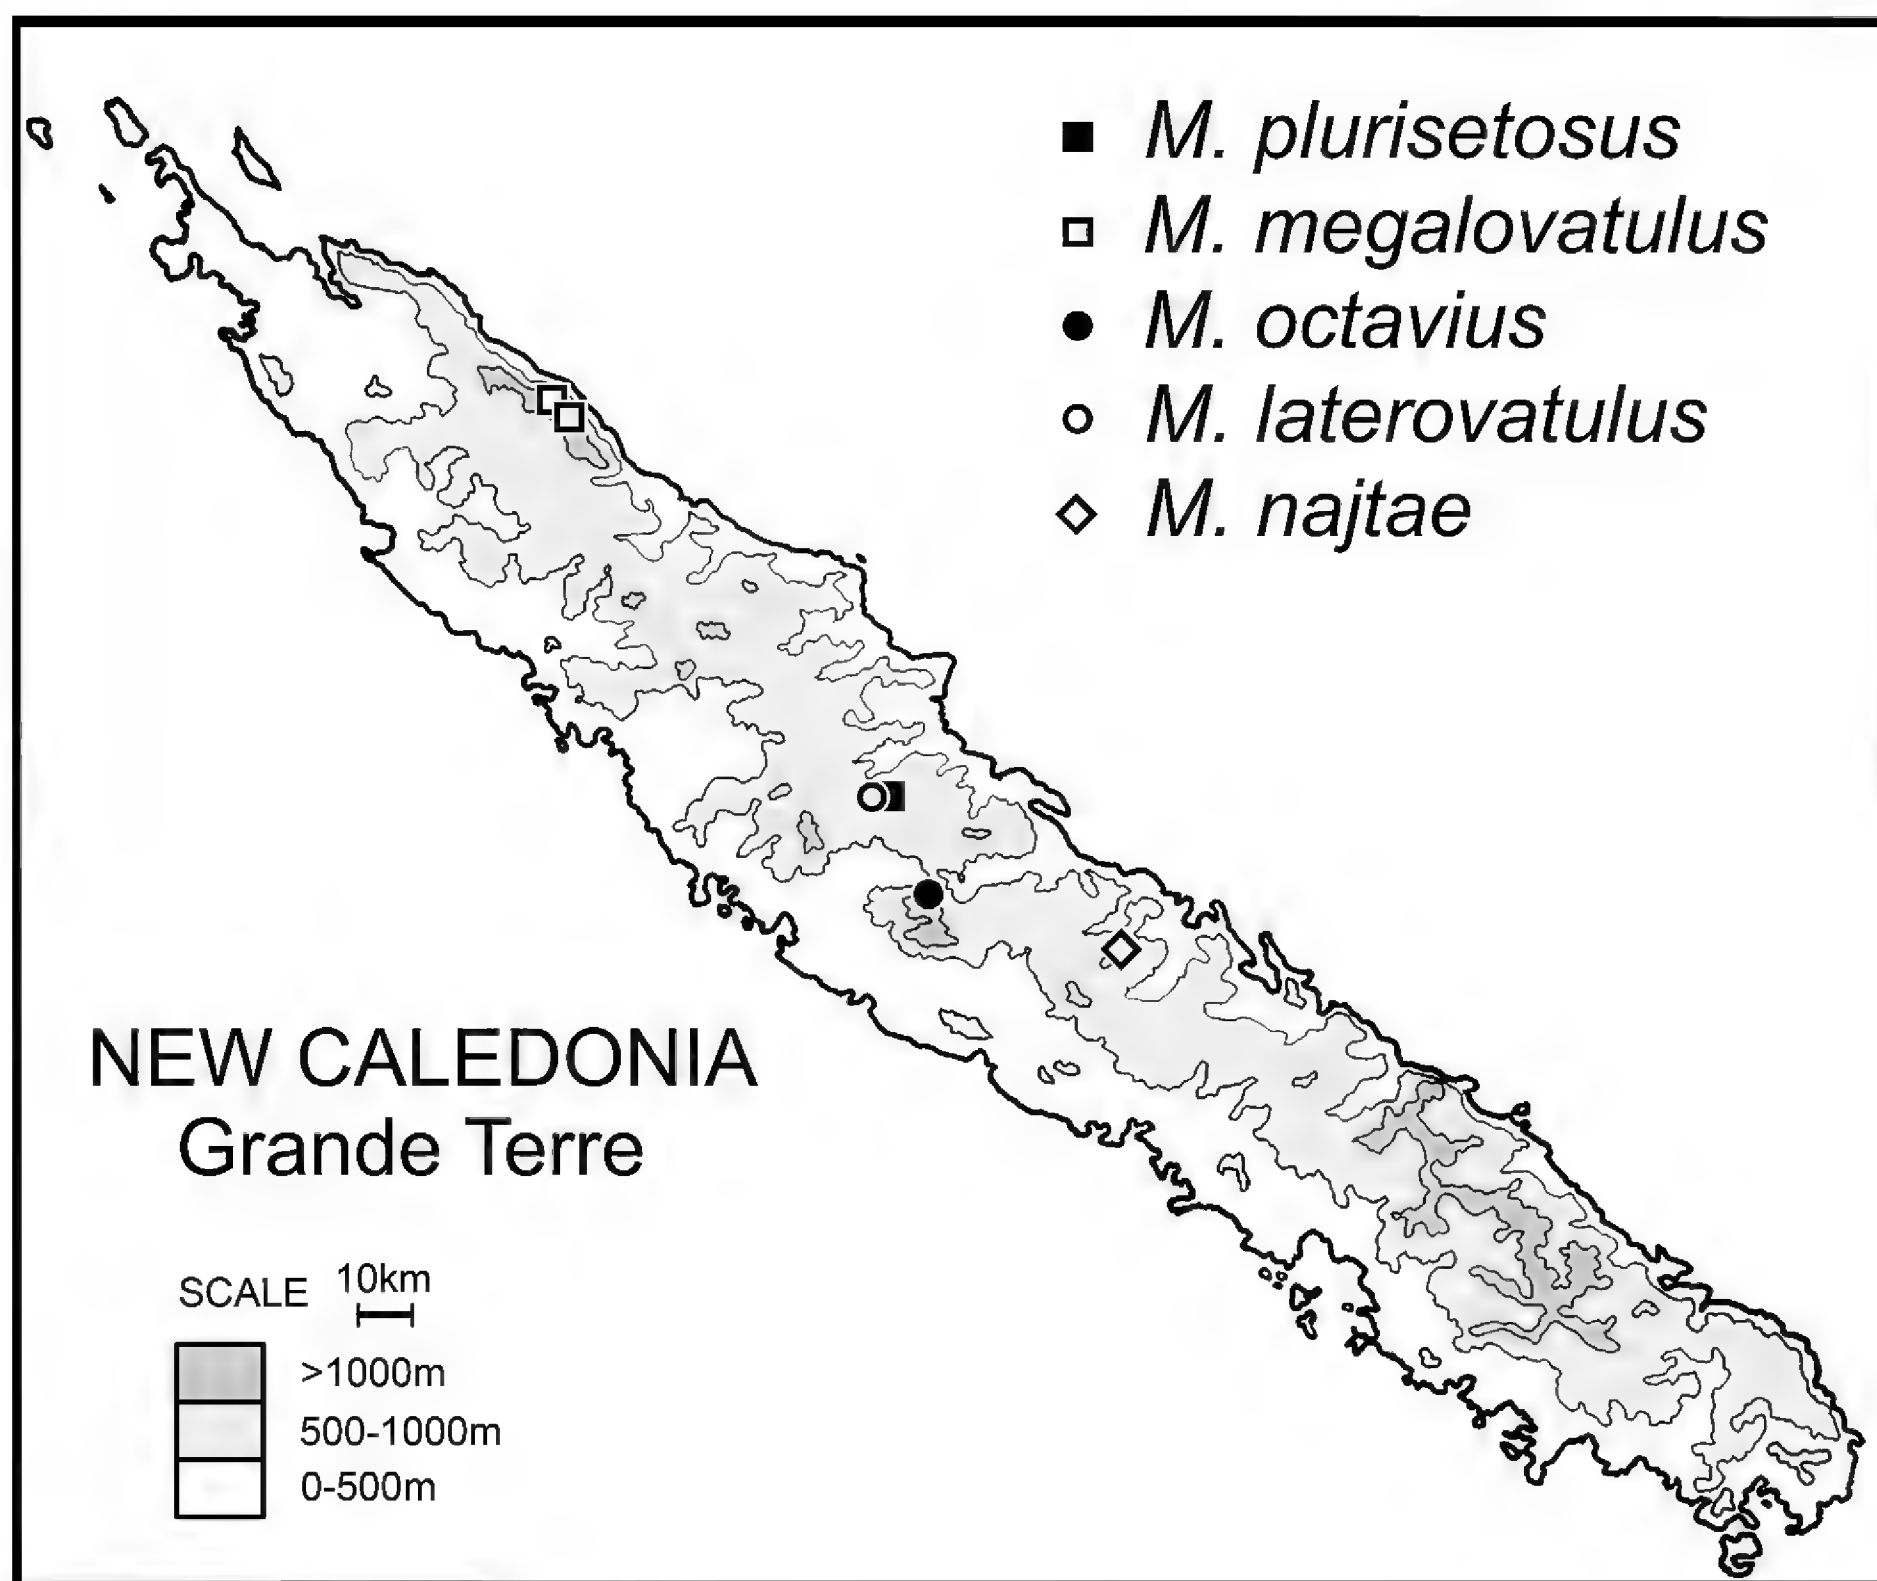 M. plurisetosus
M. megalovatulus
M. octavius
M. laterovatulus
M. najtae
NEW CALEDONIA
Grande Terre
SCALE 10km
>1000m
500-1000m
0-500m